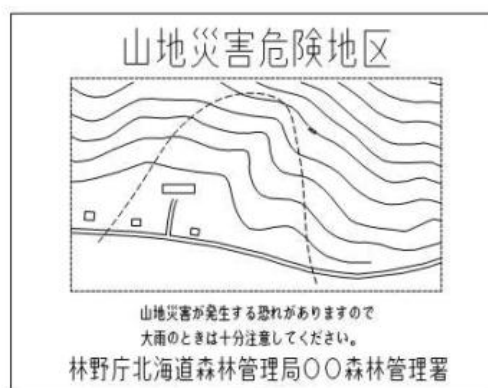 山地災害危険地区
山地災害が発生する恐れがありますので
大雨のときは十分注意してください。
林野庁北海道森林管理局〇〇森林管理署